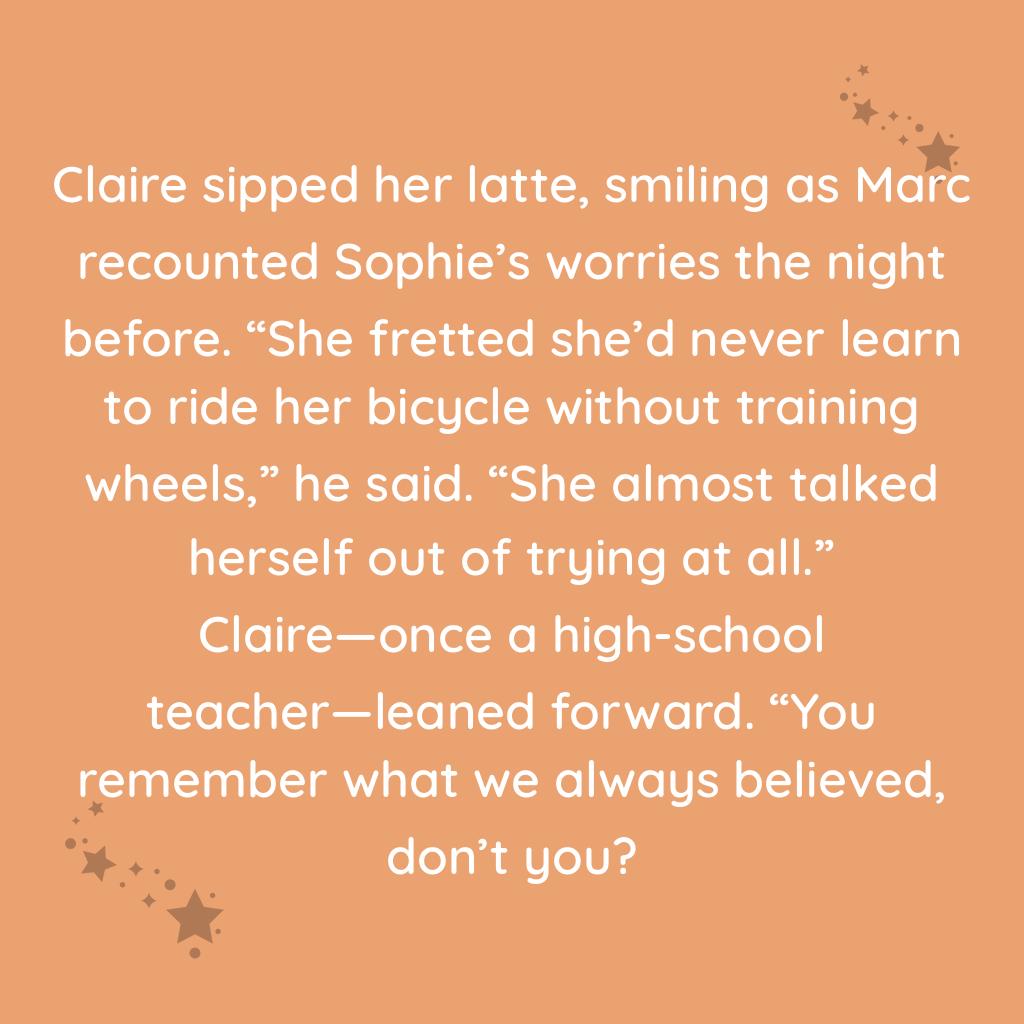 Claire sipped her latte, smiling as Marc
recounted Sophie’s worries the night
before. “She fretted she’d never learn
to ride her bicycle without training
wheels,” he said. “She almost talked
herself out of trying at all.”
Claire—once a high-school
teacher—leaned forward. “You
remember what we always believed,
don’t you?